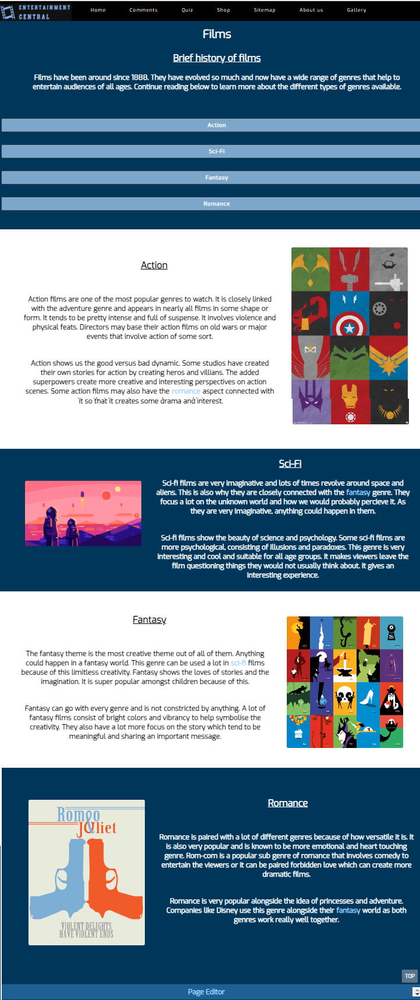 ENTERTAINMENT
CENTRAL
Home Comments Quiz Shop Sitemap About us Gallery
Films
Brief history of films
Films have been around since 1888. They have evolved so much and now have a wide range of genres that help to
entertain audiences of all ages. Continue reading below to learn more about the different types of genres available.
Action
Sci-Fi
Fantasy
Romance
Action
Action films are one of the most popular genres to watch. It is closely linked
with the adventure genre and appears in nearly all films in some shape or
form. It tends to be pretty intense and full of suspense. It involves violence and
physical feats. Directors may base their action films on old wars or major
events that involve action of some sort.
Action shows us the good versus bad dynamic. Some studios have created
their own stories for action by creating heros and villians. The added
superpowers create more creative and interesting perspectives on action
scenes. Some action films may also have the romance aspect connected with
it so that it creates some drama and interest.
Sci-Fi
Sci-fi films are very imaginative and lots of times revolve around space and
aliens. This is also why they are closely connected with the fantasy genre. They
focus a lot on the unknown world and how we would probably percieve it. As
they are very imaginative, anything could happen in them.
Sci-fi films show the beauty of science and psychology. Some sci-fi films are
more psychological, consisting of illusions and paradoxes. This genre is very
interesting and cool and suitable for all age groups. It makes viewers leave the
film questioning things they would not usually think about. It gives an
interesting experience.
Fantasy
The fantasy theme is the most creative theme out of all of them. Anything
could happen in a fantasy world. This genre can be used a lot in sci-fi films
because of this limitless creativity. Fantasy shows the loves of stories and the
imagination. It is super popular amongst children because of this.
Fantasy can go with every genre and is not constricted by anything. A lot of
fantasy films consist of bright colors and vibrancy to help symbolise the
creativity. They also have a lot more focus on the story which tend to be
meaningful and sharing an important message.
Romeo
& Juliet
VIOLENT DELIGHTS
HAVE VIOLENT ENDS
Romance
Romance is paired with a lot of different genres because of how versatile it is. It
is also very popular and is known to be more emotional and heart touching
genre. Rom-com is a popular sub genre of romance that involves comedy to
entertain the viewers or it can be paired forbidden love which can create more
dramatic films.
Romance is very popular alongside the idea of princesses and adventure.
Companies like Disney use this genre alongside their fantasy world as both
genres work really well together.
TOP
Page Editor